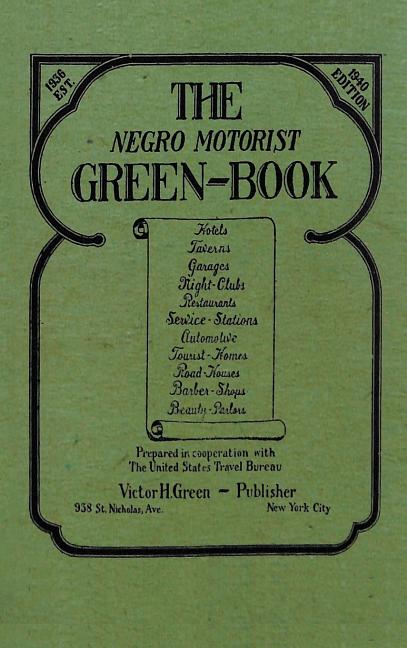 1936
EST.
1940
EDITION
THE
NEGRO MOTORIST
GREEN-BOOK
Hotels
Taverns
Garages
Night-Clubs
Restaurants
Service-Stations
Automotive
Tourist-Homes
Road-Houses
Barber-Shops
Beauty-Parlors
Prepared in cooperation with
The United States Travel Bureau
Victor H. Green - Publisher
938 St. Nicholas, Ave. New York City